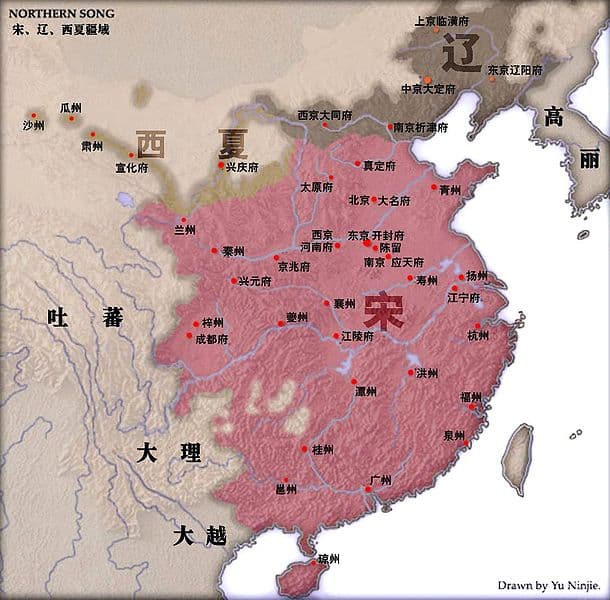 NORTHERN SONG
宋、辽、西夏疆域
上京临潢府
辽
东京辽阳府
中京大定府
西京大同府
南京析津府
高
丽
瓜州
沙州
肃州
宣化府
西 夏
兴庆府
真定府
太原府
青州
北京 大名府
兰州
西京
河南府
东京 开封府
陈留
秦州
京兆府
南京 应天府
兴元府
寿州
扬州
江宁府
襄州
宋
吐 蕃
梓州
成都府
夔州
江陵府
杭州
潭州
洪州
福州
泉州
大 理
桂州
邕州
广州
大 越
琼州
Drawn by Yu Ninjie.